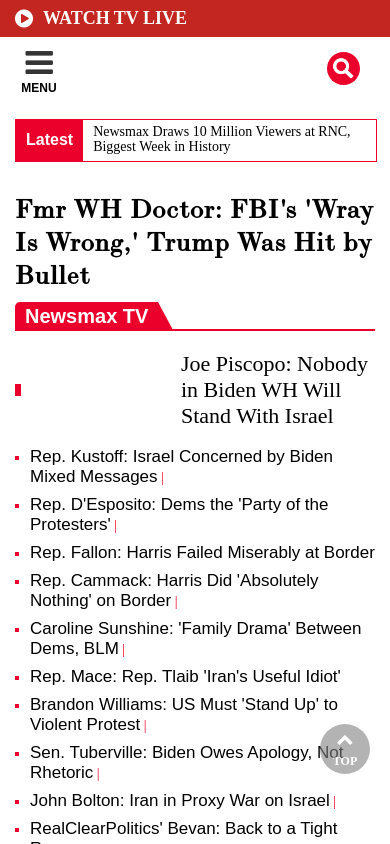 WATCH TV LIVE
MENU
Latest
Newsmax Draws 10 Million Viewers at RNC,
Biggest Week in History
Fmr WH Doctor: FBI's 'Wray
Is Wrong,' Trump Was Hit by
Bullet
Newsmax TV
Joe Piscopo: Nobody
in Biden WH Will
Stand With Israel
Rep. Kustoff: Israel Concerned by Biden
Mixed Messages |
Rep. D'Esposito: Dems the 'Party of the
Protesters' |
Rep. Fallon: Harris Failed Miserably at Border
Rep. Cammack: Harris Did 'Absolutely
Nothing' on Border |
Caroline Sunshine: 'Family Drama' Between
Dems, BLM |
Rep. Mace: Rep. Tlaib 'Iran's Useful Idiot'
Brandon Williams: US Must 'Stand Up' to
Violent Protest |
Sen. Tuberville: Biden Owes Apology, Not
Rhetoric |
TOP
John Bolton: Iran in Proxy War on Israel |
RealClearPolitics' Bevan: Back to a Tight